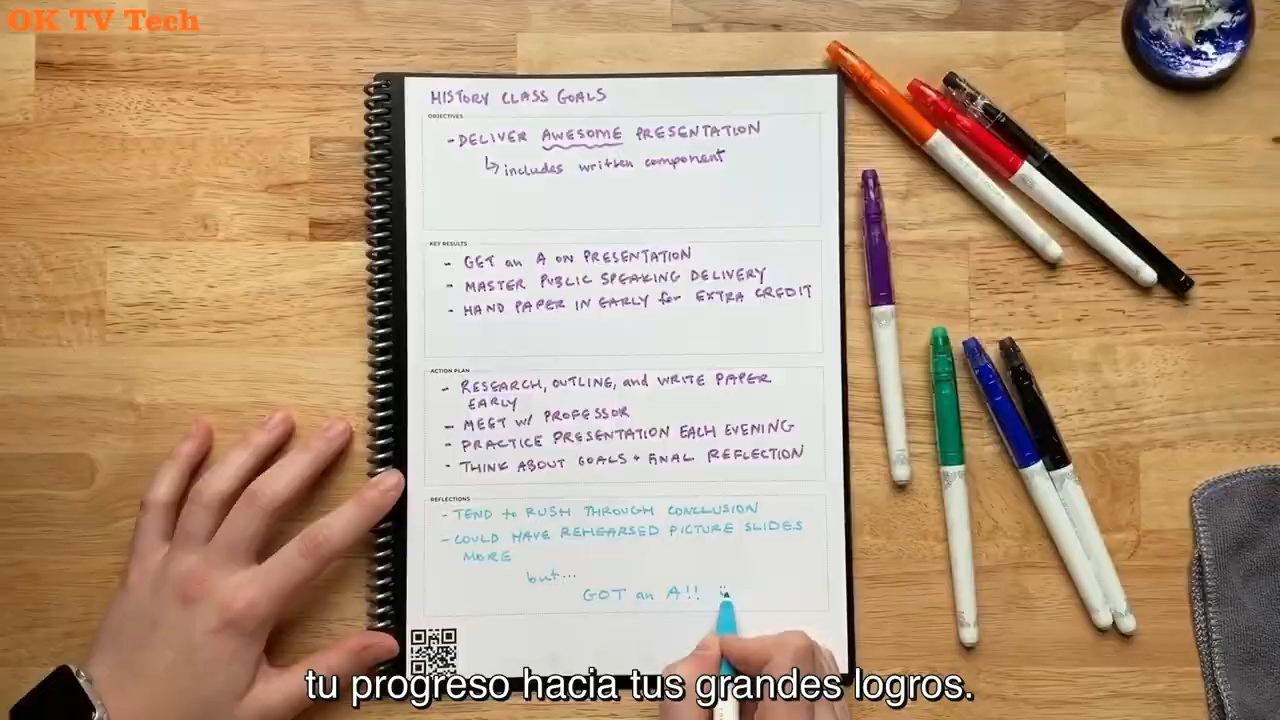 OK TV Tech
HISTORY CLASS GOALS
OBJECTIVES
- DELIVER AWESOME PRESENTATION
↳ includes written component
KEY RESULTS
- GET an A ON PRESENTATION
- MASTER PUBLIC SPEAKING DELIVERY
- HAND PAPER IN EARLY for EXTRA CREDIT
ACTION PLAN
- RESEARCH, OUTLINE, and WRITE PAPER
EARLY
- MEET w/ PROFESSOR
- PRACTICE PRESENTATION EACH EVENING
- THINK ABOUT GOALS + FINAL REFLECTION
REFLECTIONS
- TEND to RUSH THROUGH CONCLUSION
- COULD HAVE REHEARSED PICTURE SLIDES
MORE
but...
GOT an A!!
tu progreso hacia tus grandes logros.